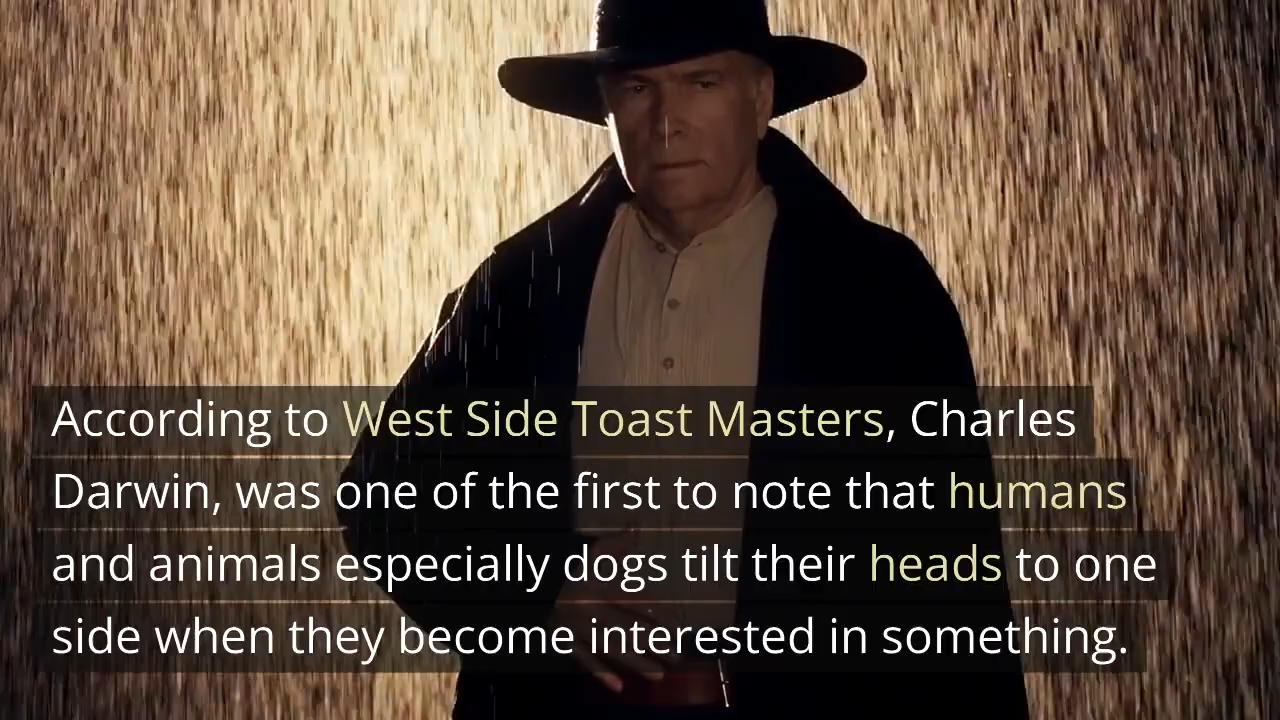 According to West Side Toast Masters, Charles
Darwin, was one of the first to note that humans
and animals especially dogs tilt their heads to one
side when they become interested in something.